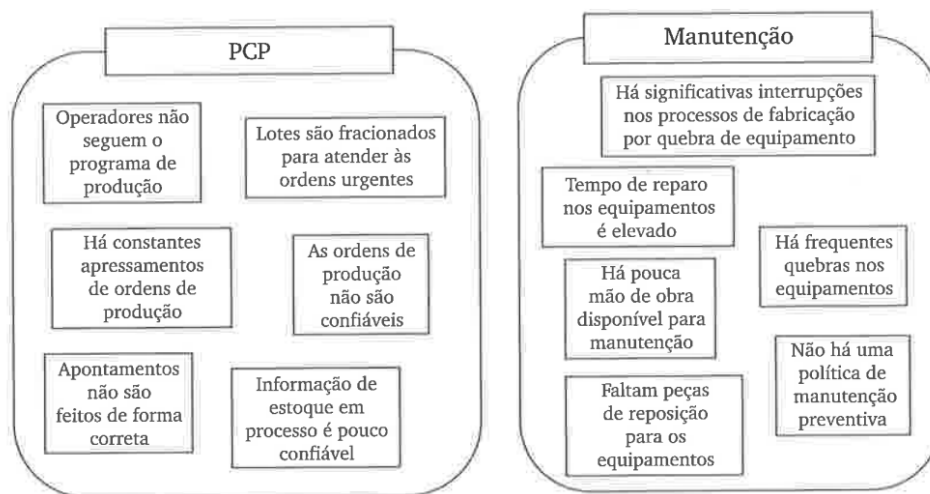 PCP
Operadores não
seguem o
programa de
produção
Lotes são fracionados
para atender às
ordens urgentes
Há constantes
apressamentos
de ordens de
produção
As ordens de
produção
não são
confiáveis
Apontamentos
não são
feitos de forma
correta
Informação de
estoque em
processo é pouco
confiável
Manutenção
Há significativas interrupções
nos processos de fabricação
por quebra de equipamento
Tempo de reparo
nos equipamentos
é elevado
Há frequentes
quebras nos
equipamentos
Há pouca
mão de obra
disponível para
manutenção
Não há uma
política de
manutenção
preventiva
Faltam peças
de reposição
para os
equipamentos